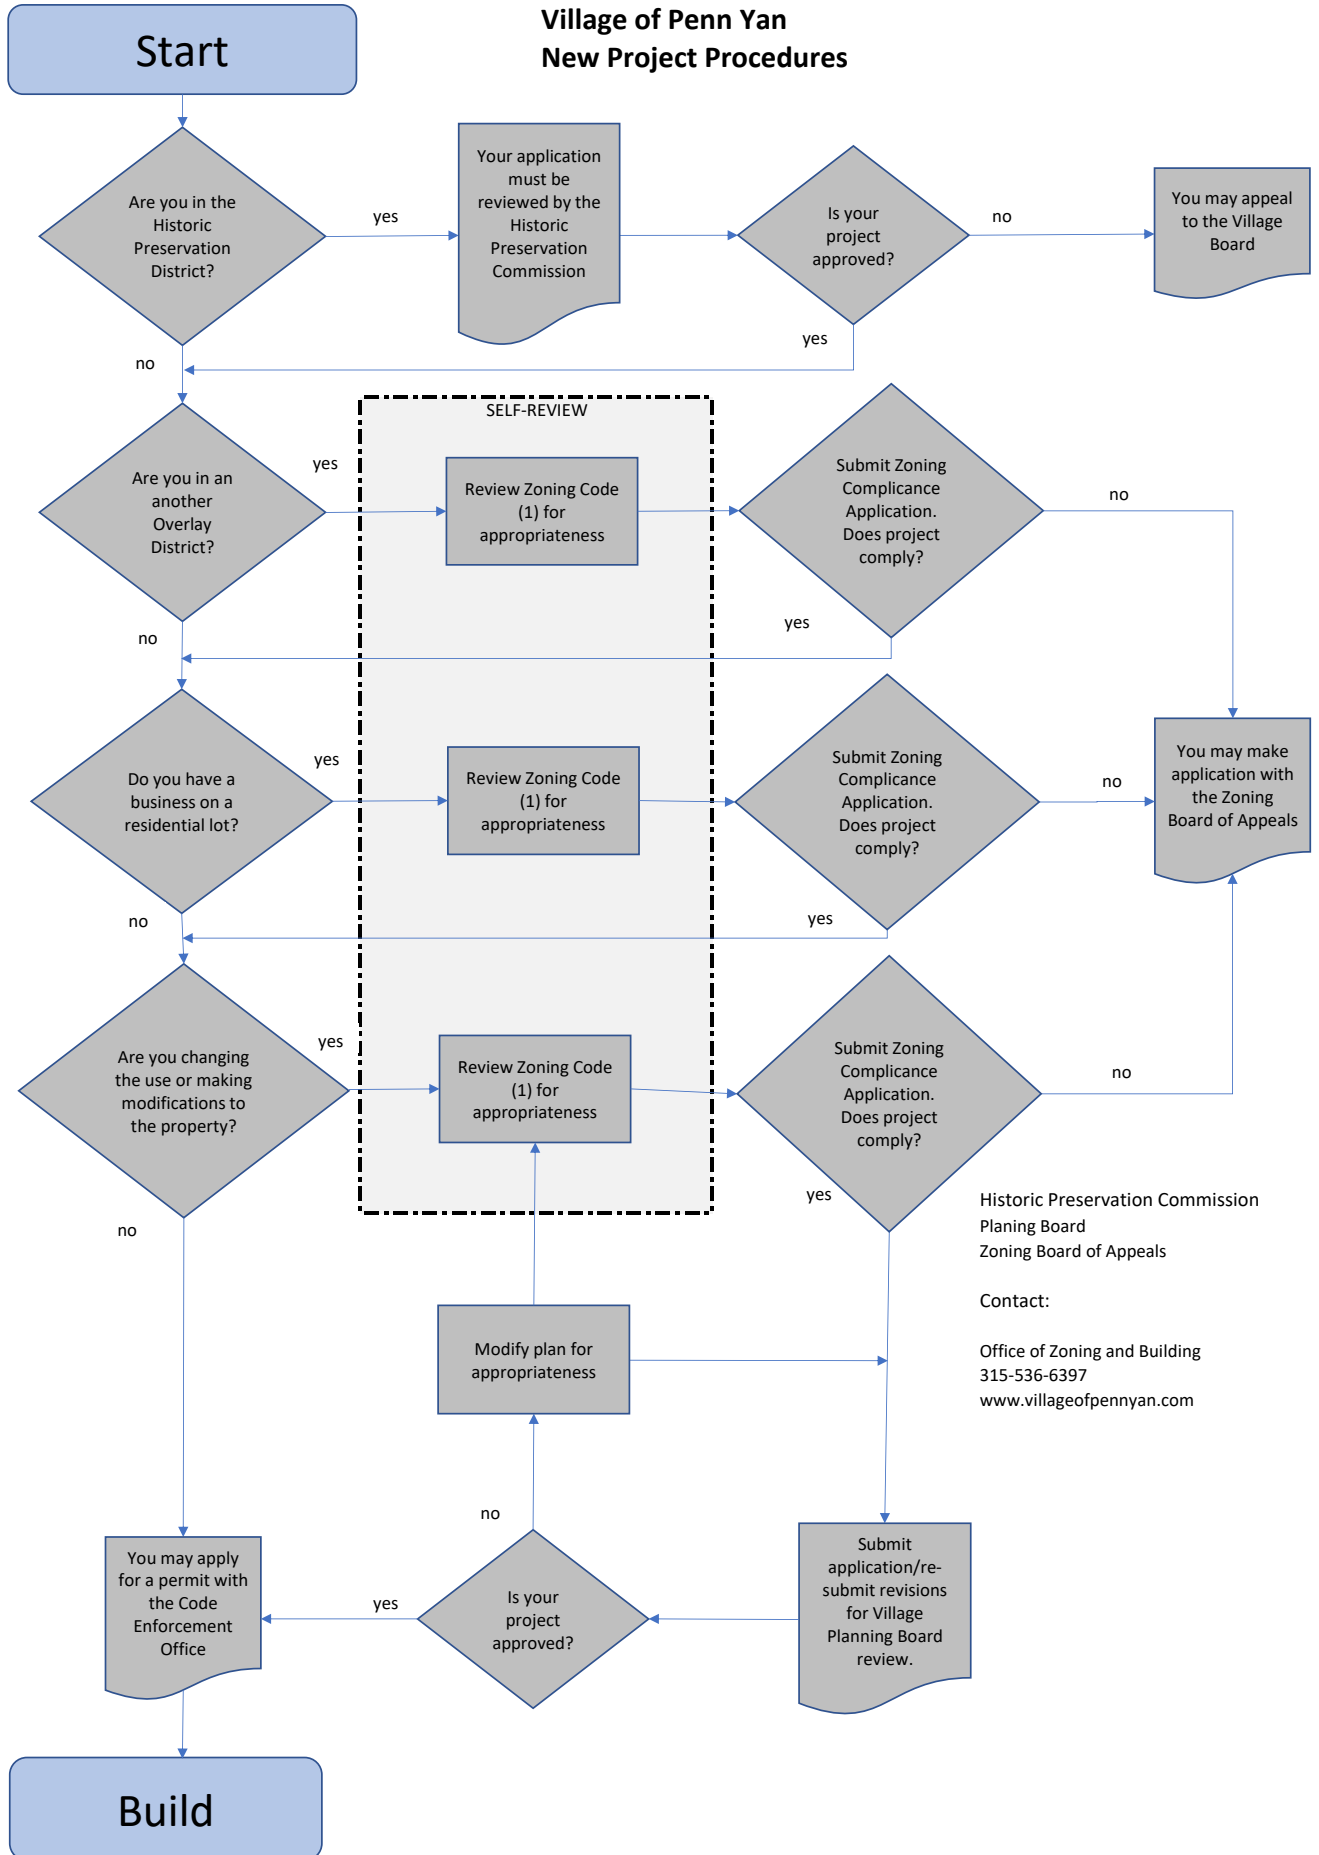 Village of Penn Yan
New Project Procedures
Start
Are you in the
Historic
Preservation
District?
yes
Your application
must be
reviewed by the
Historic
Preservation
Commission
Is your
project
approved?
no
You may appeal
to the Village
Board
yes
no
SELF-REVIEW
Are you in an
another
Overlay
District?
yes
Review Zoning Code
(1) for
appropriateness
Submit Zoning
Complicance
Application.
Does project
comply?
no
yes
no
Do you have a
business on a
residential lot?
yes
Review Zoning Code
(1) for
appropriateness
Submit Zoning
Complicance
Application.
Does project
comply?
no
You may make
application with
the Zoning
Board of Appeals
yes
no
Are you changing
the use or making
modifications to
the property?
yes
Review Zoning Code
(1) for
appropriateness
Submit Zoning
Complicance
Application.
Does project
comply?
no
yes
no
Historic Preservation Commission
Planing Board
Zoning Board of Appeals
Contact:
Office of Zoning and Building
315-536-6397
www.villageofpennyan.com
Modify plan for
appropriateness
no
You may apply
for a permit with
the Code
Enforcement
Office
yes
Is your
project
approved?
Submit
application/re-
submit revisions
for Village
Planning Board
review.
Build